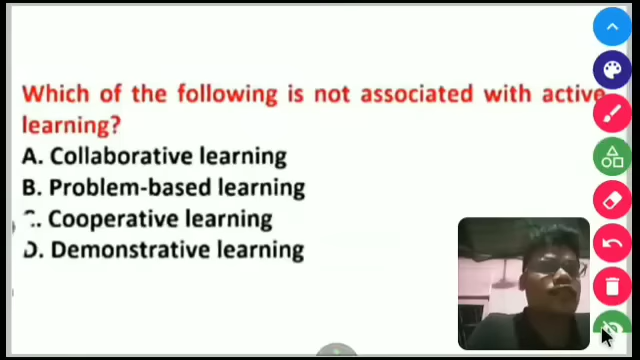 Which of the following is not associated with active
learning?
A. Collaborative learning
B. Problem-based learning
C. Cooperative learning
D. Demonstrative learning